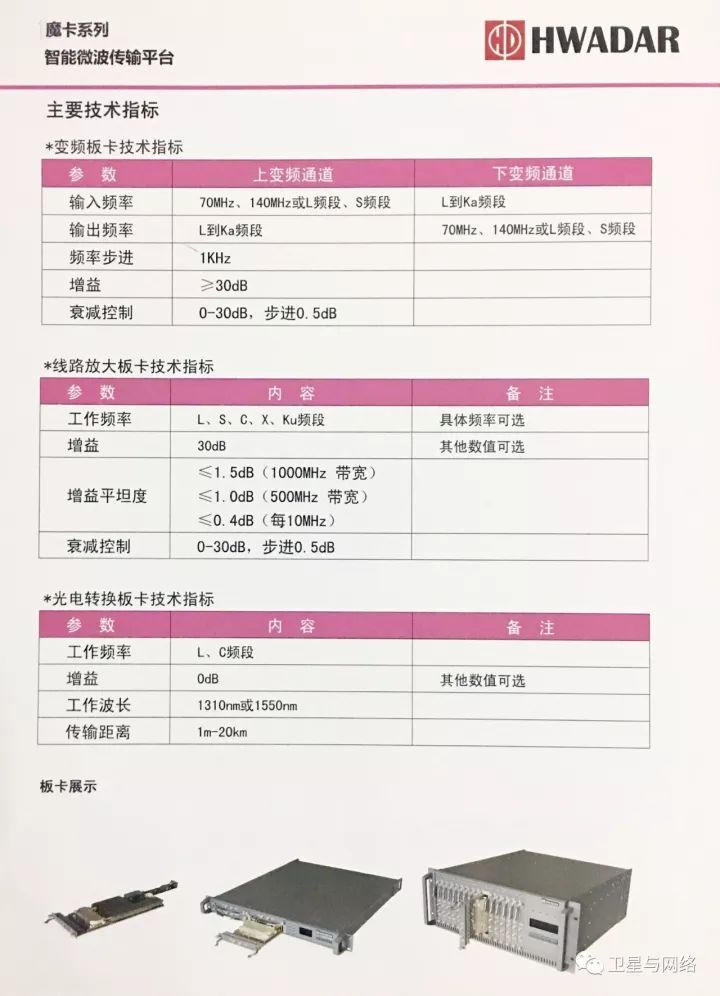 魔卡系列
智能微波传输平台
HWADAR
主要技术指标
*变频板卡技术指标
参 数 上变频通道 下变频通道
输入频率 70MHz、140MHz或L频段、S频段 L到Ka频段
输出频率 L到Ka频段 70MHz、140MHz或L频段、S频段
频率步进 1KHz
增益 ≥30dB
衰减控制 0-30dB，步进0.5dB
*线路放大板卡技术指标
参 数 内 容 备 注
工作频率 L、S、C、X、Ku频段 具体频率可选
增益 30dB 其他数值可选
增益平坦度
≤1.5dB（1000MHz 带宽）
≤1.0dB（500MHz 带宽）
≤0.4dB（每10MHz）
衰减控制 0-30dB，步进0.5dB
*光电转换板卡技术指标
参 数 内 容 备 注
工作频率 L、C频段
增益 0dB 其他数值可选
工作波长 1310nm或1550nm
传输距离 1m-20km
板卡展示
卫星与网络